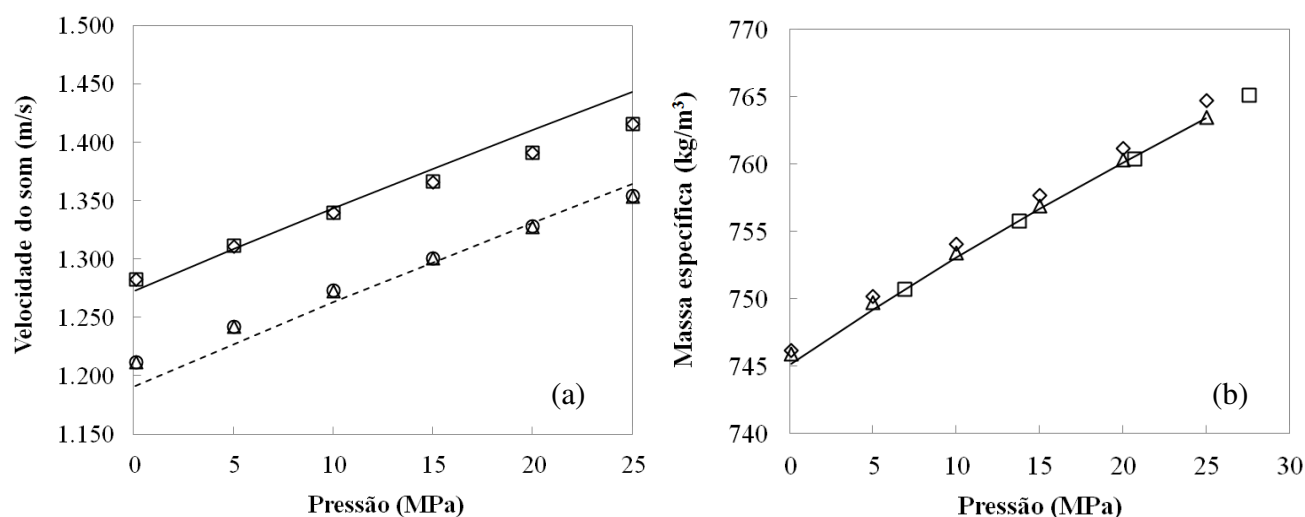 1.500
1.450
1.400
1.350
1.300
1.250
1.200
1.150
Velocidade do som (m/s)
0 5 10 15 20 25
Pressão (MPa)
(a)
770
765
760
755
750
745
740
Massa específica (kg/m³)
0 5 10 15 20 25 30
Pressão (MPa)
(b)